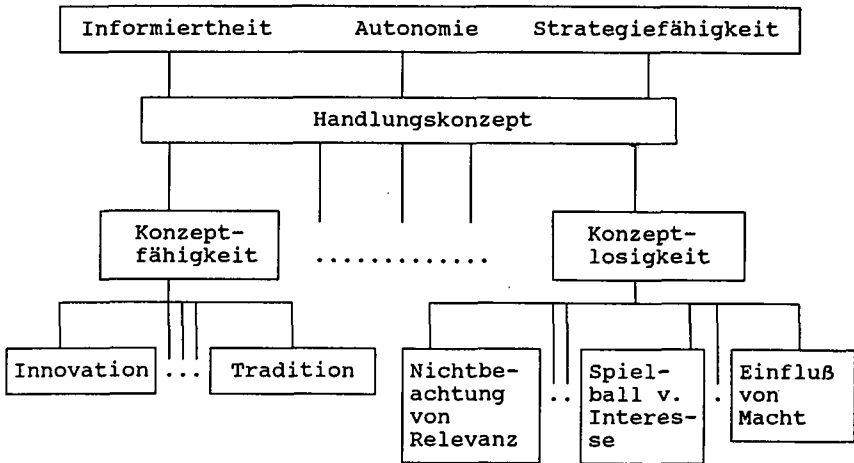 Informiertheit Autonomie Strategiefähigkeit
Handlungskonzept
Konzept-
fähigkeit
.............
Konzept-
losigkeit
Innovation ... Tradition
Nichtbe-
achtung
von
Relevanz
..
Spiel-
ball v.
Interes-
se
.
Einfluß
von
Macht